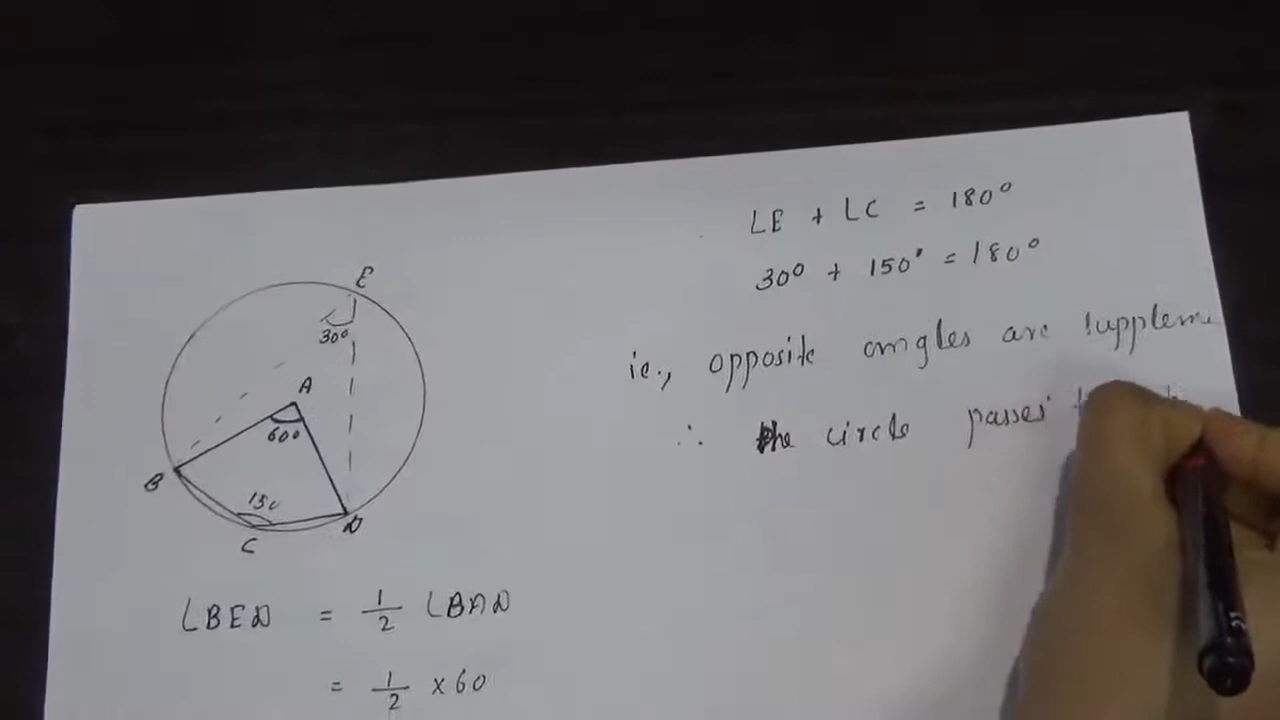 E
30°
A
60°
B
150
C
D
∠BED = 1/2 ∠BAD
= 1/2 × 60
∠E + ∠C = 180°
30° + 150° = 180°
ie., opposite angles are supplem
∴ the circle passes